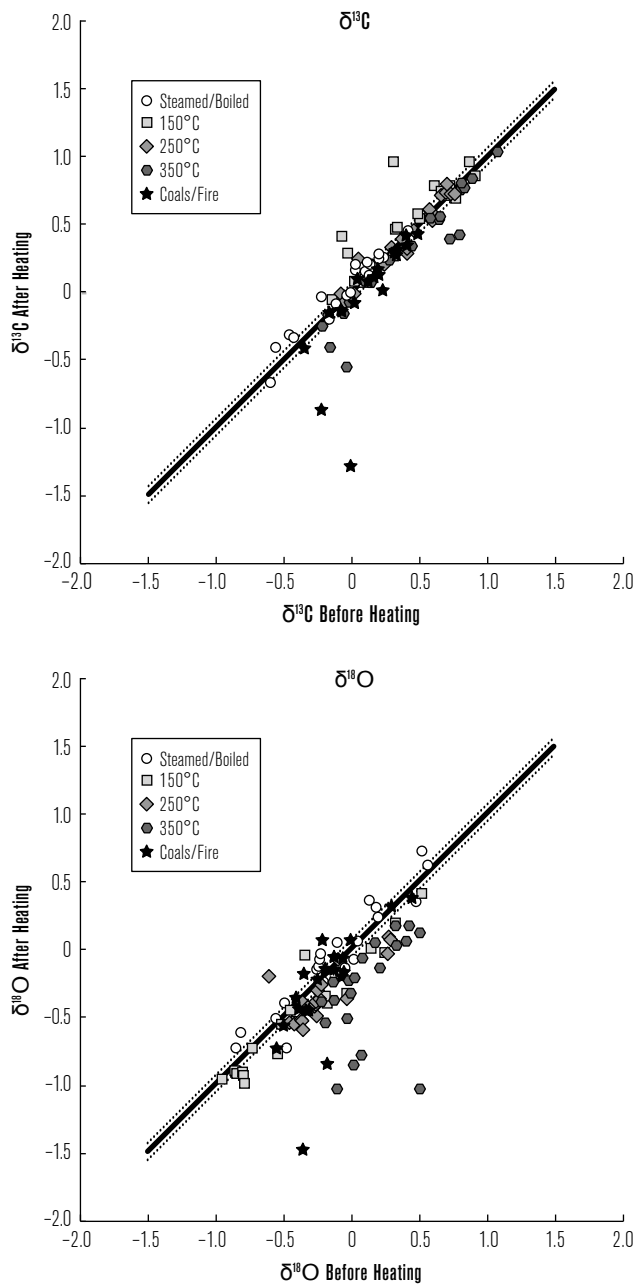 δ¹³C
2.0
1.5
1.0
0.5
0
−0.5
−1.0
−1.5
−2.0
Steamed/Boiled
150°C
250°C
350°C
Coals/Fire
δ¹³C After Heating
−2.0 −1.5 −1.0 −0.5 0 0.5 1.0 1.5 2.0
δ¹³C Before Heating
δ¹⁸O
2.0
1.5
1.0
0.5
0
−0.5
−1.0
−1.5
−2.0
Steamed/Boiled
150°C
250°C
350°C
Coals/Fire
δ¹⁸O After Heating
−2.0 −1.5 −1.0 −0.5 0 0.5 1.0 1.5 2.0
δ¹⁸O Before Heating